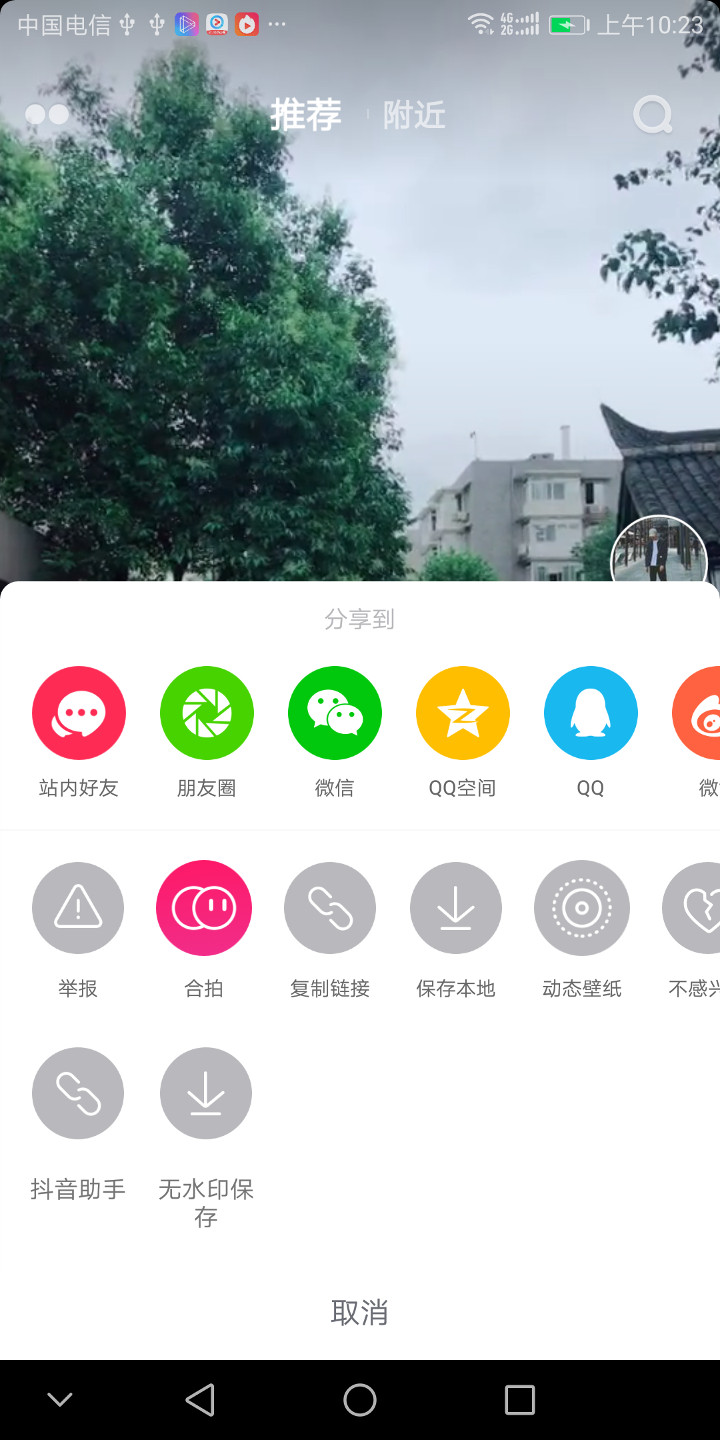 中国电信 4G 2G 上午10:23
推荐 附近
分享到
站内好友 朋友圈 微信 QQ空间 QQ
举报 合拍 复制链接 保存本地 动态壁纸 不感
抖音助手 无水印保
存
取消